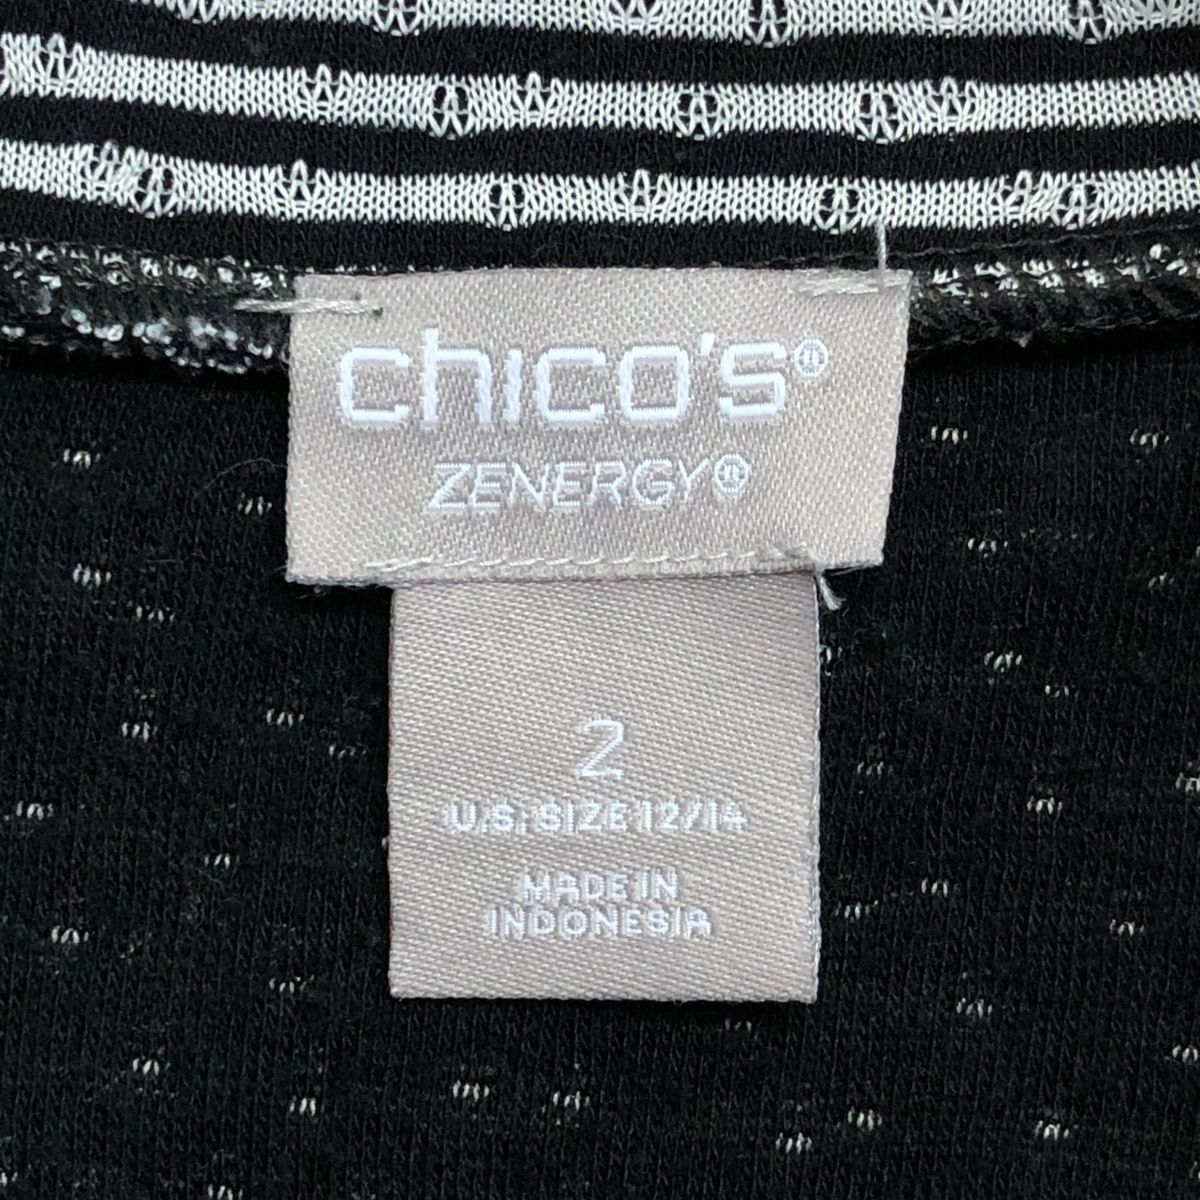 chico's®
ZENERGY®
2
U.S. SIZE 12/14
MADE IN
INDONESIA